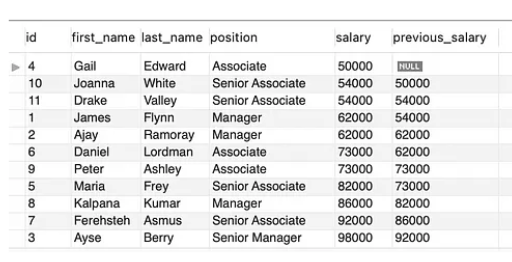 id first_name last_name position salary previous_salary
4 Gail Edward Associate 50000 NULL
10 Joanna White Senior Associate 54000 50000
11 Drake Valley Senior Associate 54000 54000
1 James Flynn Manager 62000 54000
2 Ajay Ramoray Manager 62000 62000
6 Daniel Lordman Associate 73000 62000
9 Peter Ashley Associate 73000 73000
5 Maria Frey Senior Associate 82000 73000
8 Kalpana Kumar Manager 86000 82000
7 Ferehsteh Asmus Senior Associate 92000 86000
3 Ayse Berry Senior Manager 98000 92000